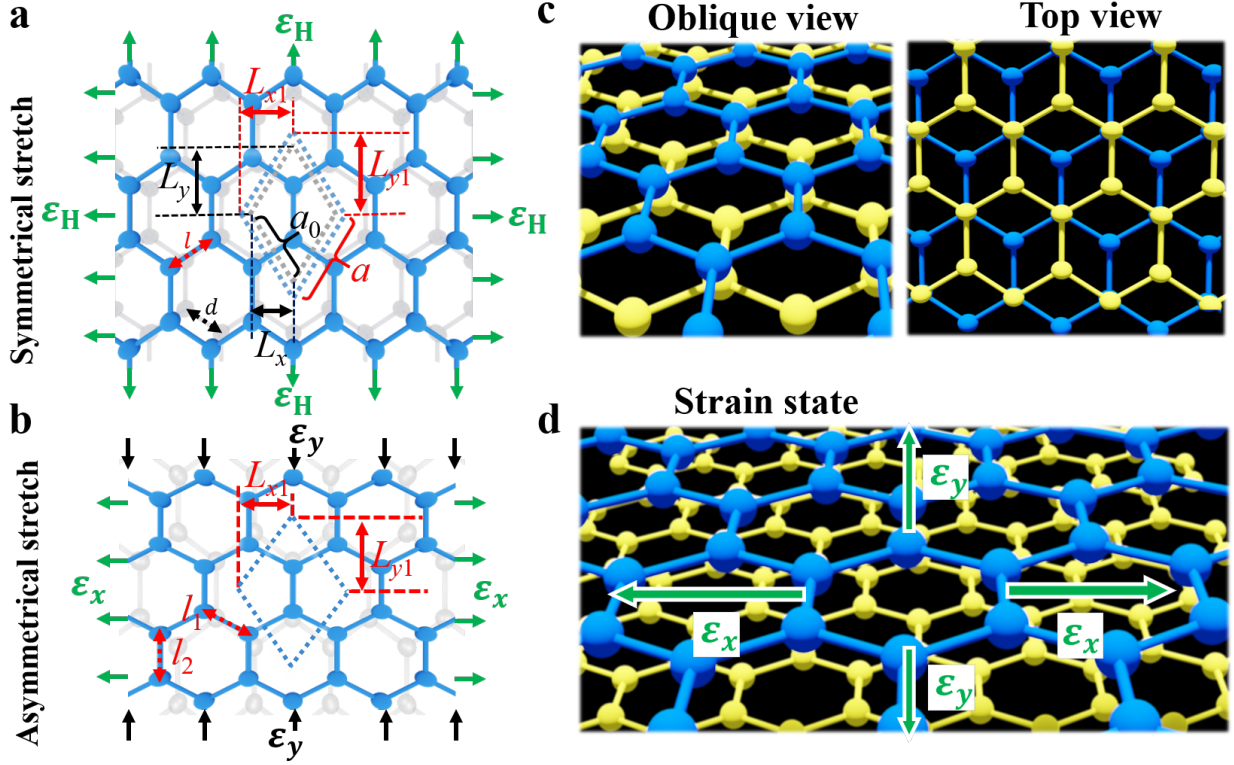 a
Symmetrical stretch
ε_H
L_x1
L_y
L_y1
ε_H
ε_H
a_0
l
a
d
L_x
ε_H
b
Asymmetrical stretch
ε_y
L_x1
L_y1
ε_x
ε_x
l_1
l_2
ε_y
c
Oblique view
Top view
d
Strain state
ε_y
ε_x
ε_x
ε_y